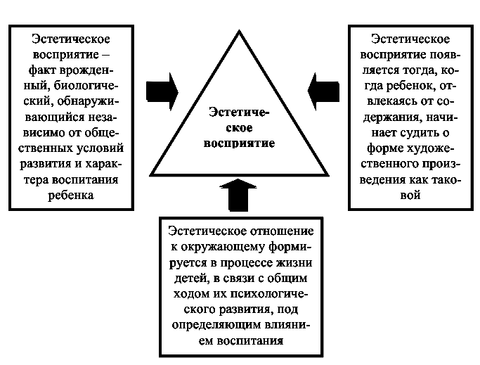 Эстетическое
восприятие –
факт врожден-
ный, биологиче-
ский, обнаружи-
вающийся неза-
висимо от обще-
ственных условий
развития и харак-
тера воспитания
ребенка
Эстетиче-
ское
восприятие
Эстетическое
восприятие появ-
ляется тогда, ко-
гда ребенок, от-
влекаясь от со-
держания, начи-
нает судить о
форме художе-
ственного произ-
ведения как тако-
вой
Эстетическое отношение
к окружающему форми-
руется в процессе жизни
детей, в связи с общим
ходом их психологиче-
ского развития, под
определяющим влияни-
ем воспитания